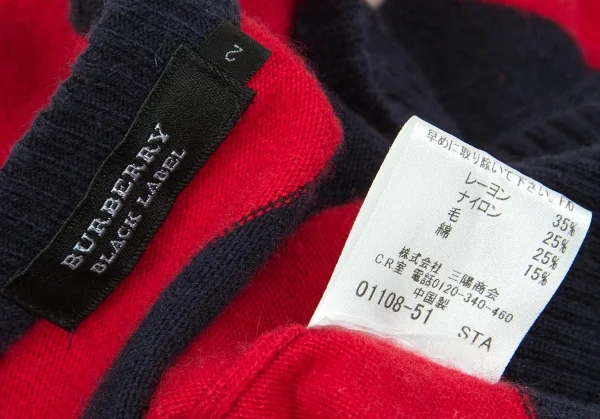 2
BURBERRY
BLACK LABEL
早めに取り除いて下さい。
レーヨン 35%
ナイロン 25%
毛 25%
綿 15%
株式会社 三陽商会
CR室 電話0120-340-460
中国製
01108-51 STA